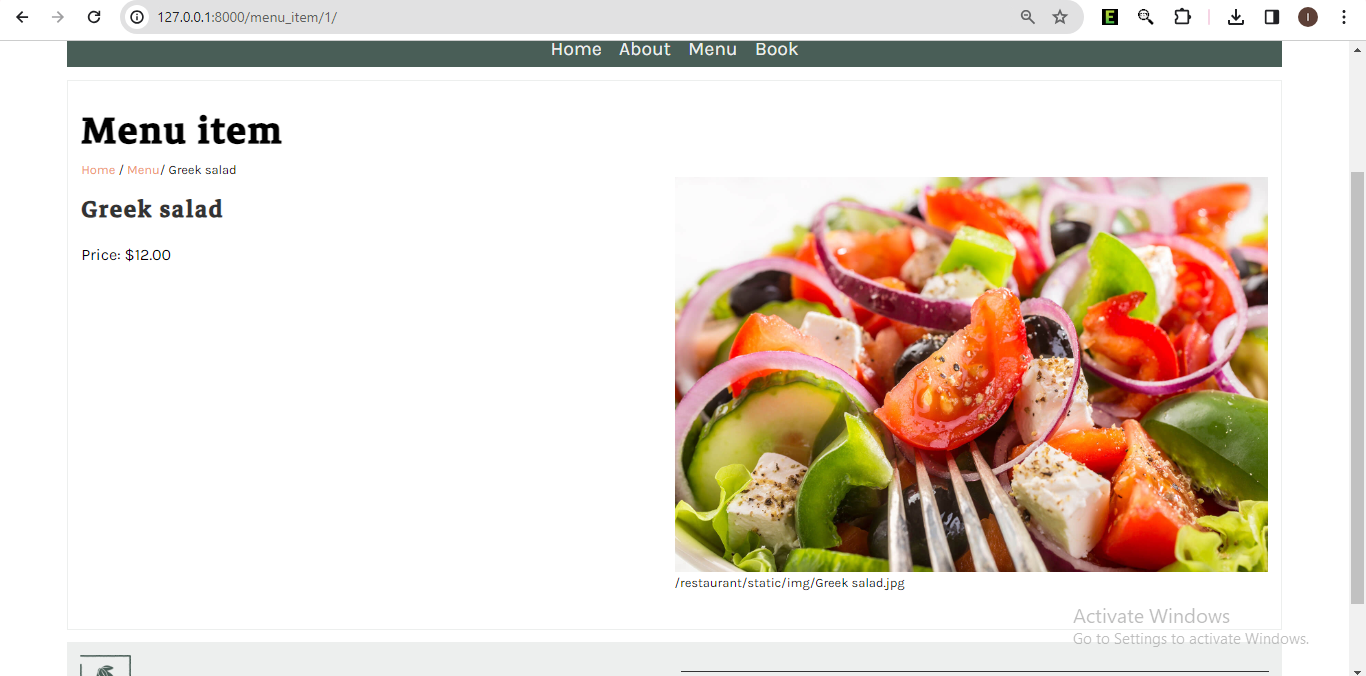 127.0.0.1:8000/menu_item/1/
I
Home About Menu Book
Menu item
Home / Menu/ Greek salad
Greek salad
Price: $12.00
/restaurant/static/img/Greek salad.jpg
Activate Windows
Go to Settings to activate Windows.